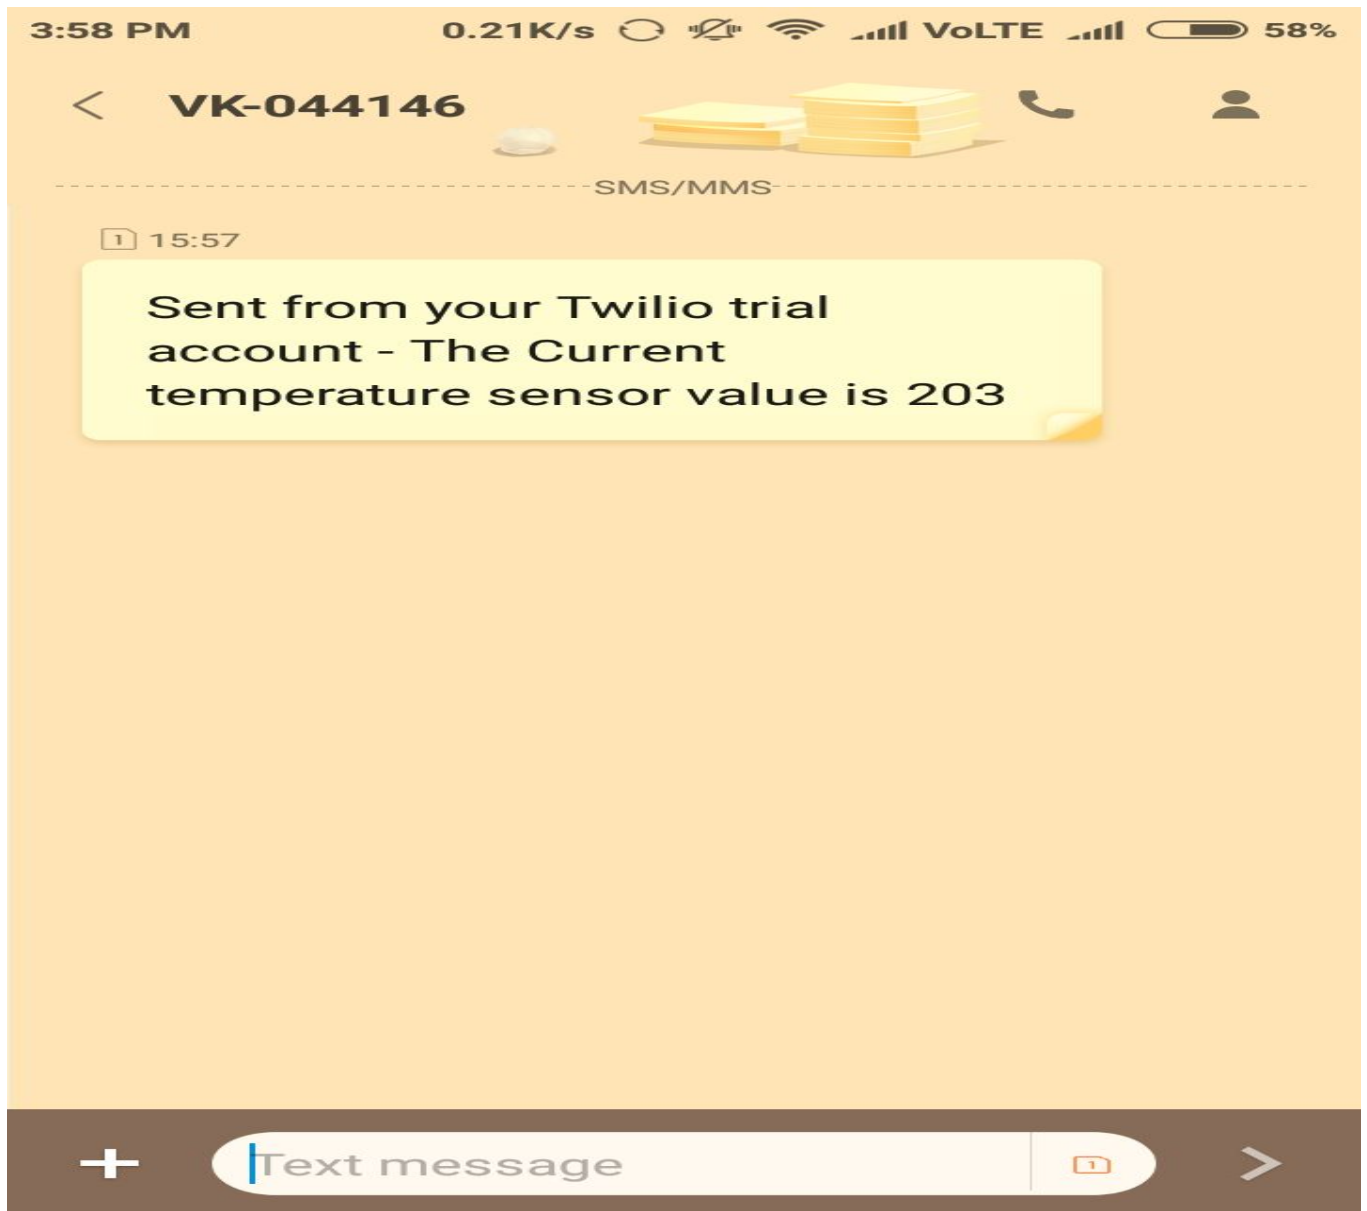 3:58 PM 0.21K/s VoLTE 58%
VK-044146
SMS/MMS
1 15:57
Sent from your Twilio trial
account - The Current
temperature sensor value is 203
Text message 1